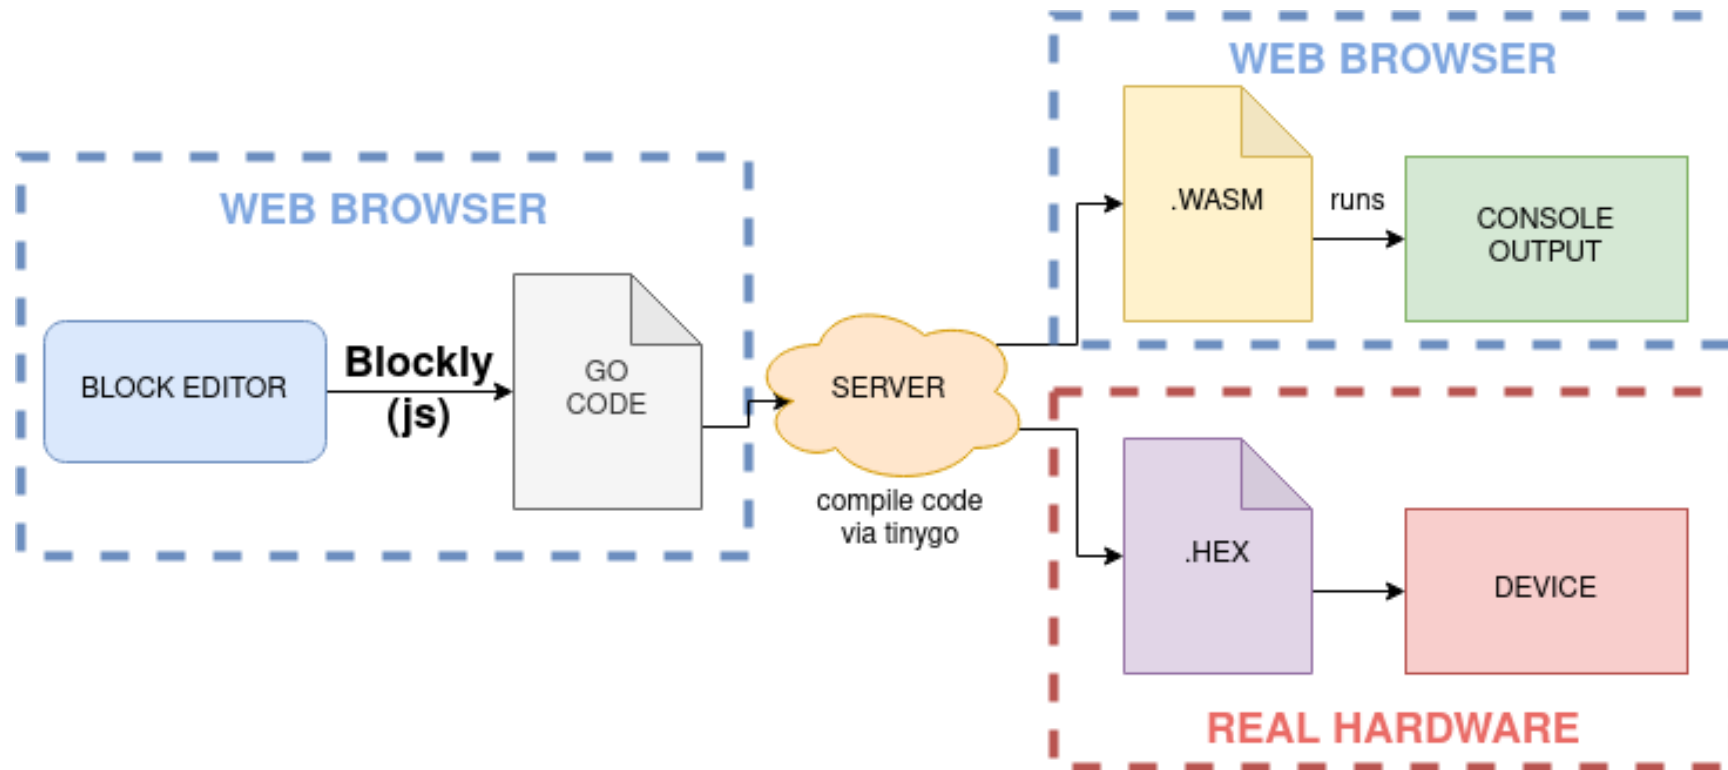 WEB BROWSER
BLOCK EDITOR
Blockly
(js)
GO
CODE
SERVER
compile code
via tinygo
WEB BROWSER
.WASM
runs
CONSOLE
OUTPUT
.HEX
DEVICE
REAL HARDWARE